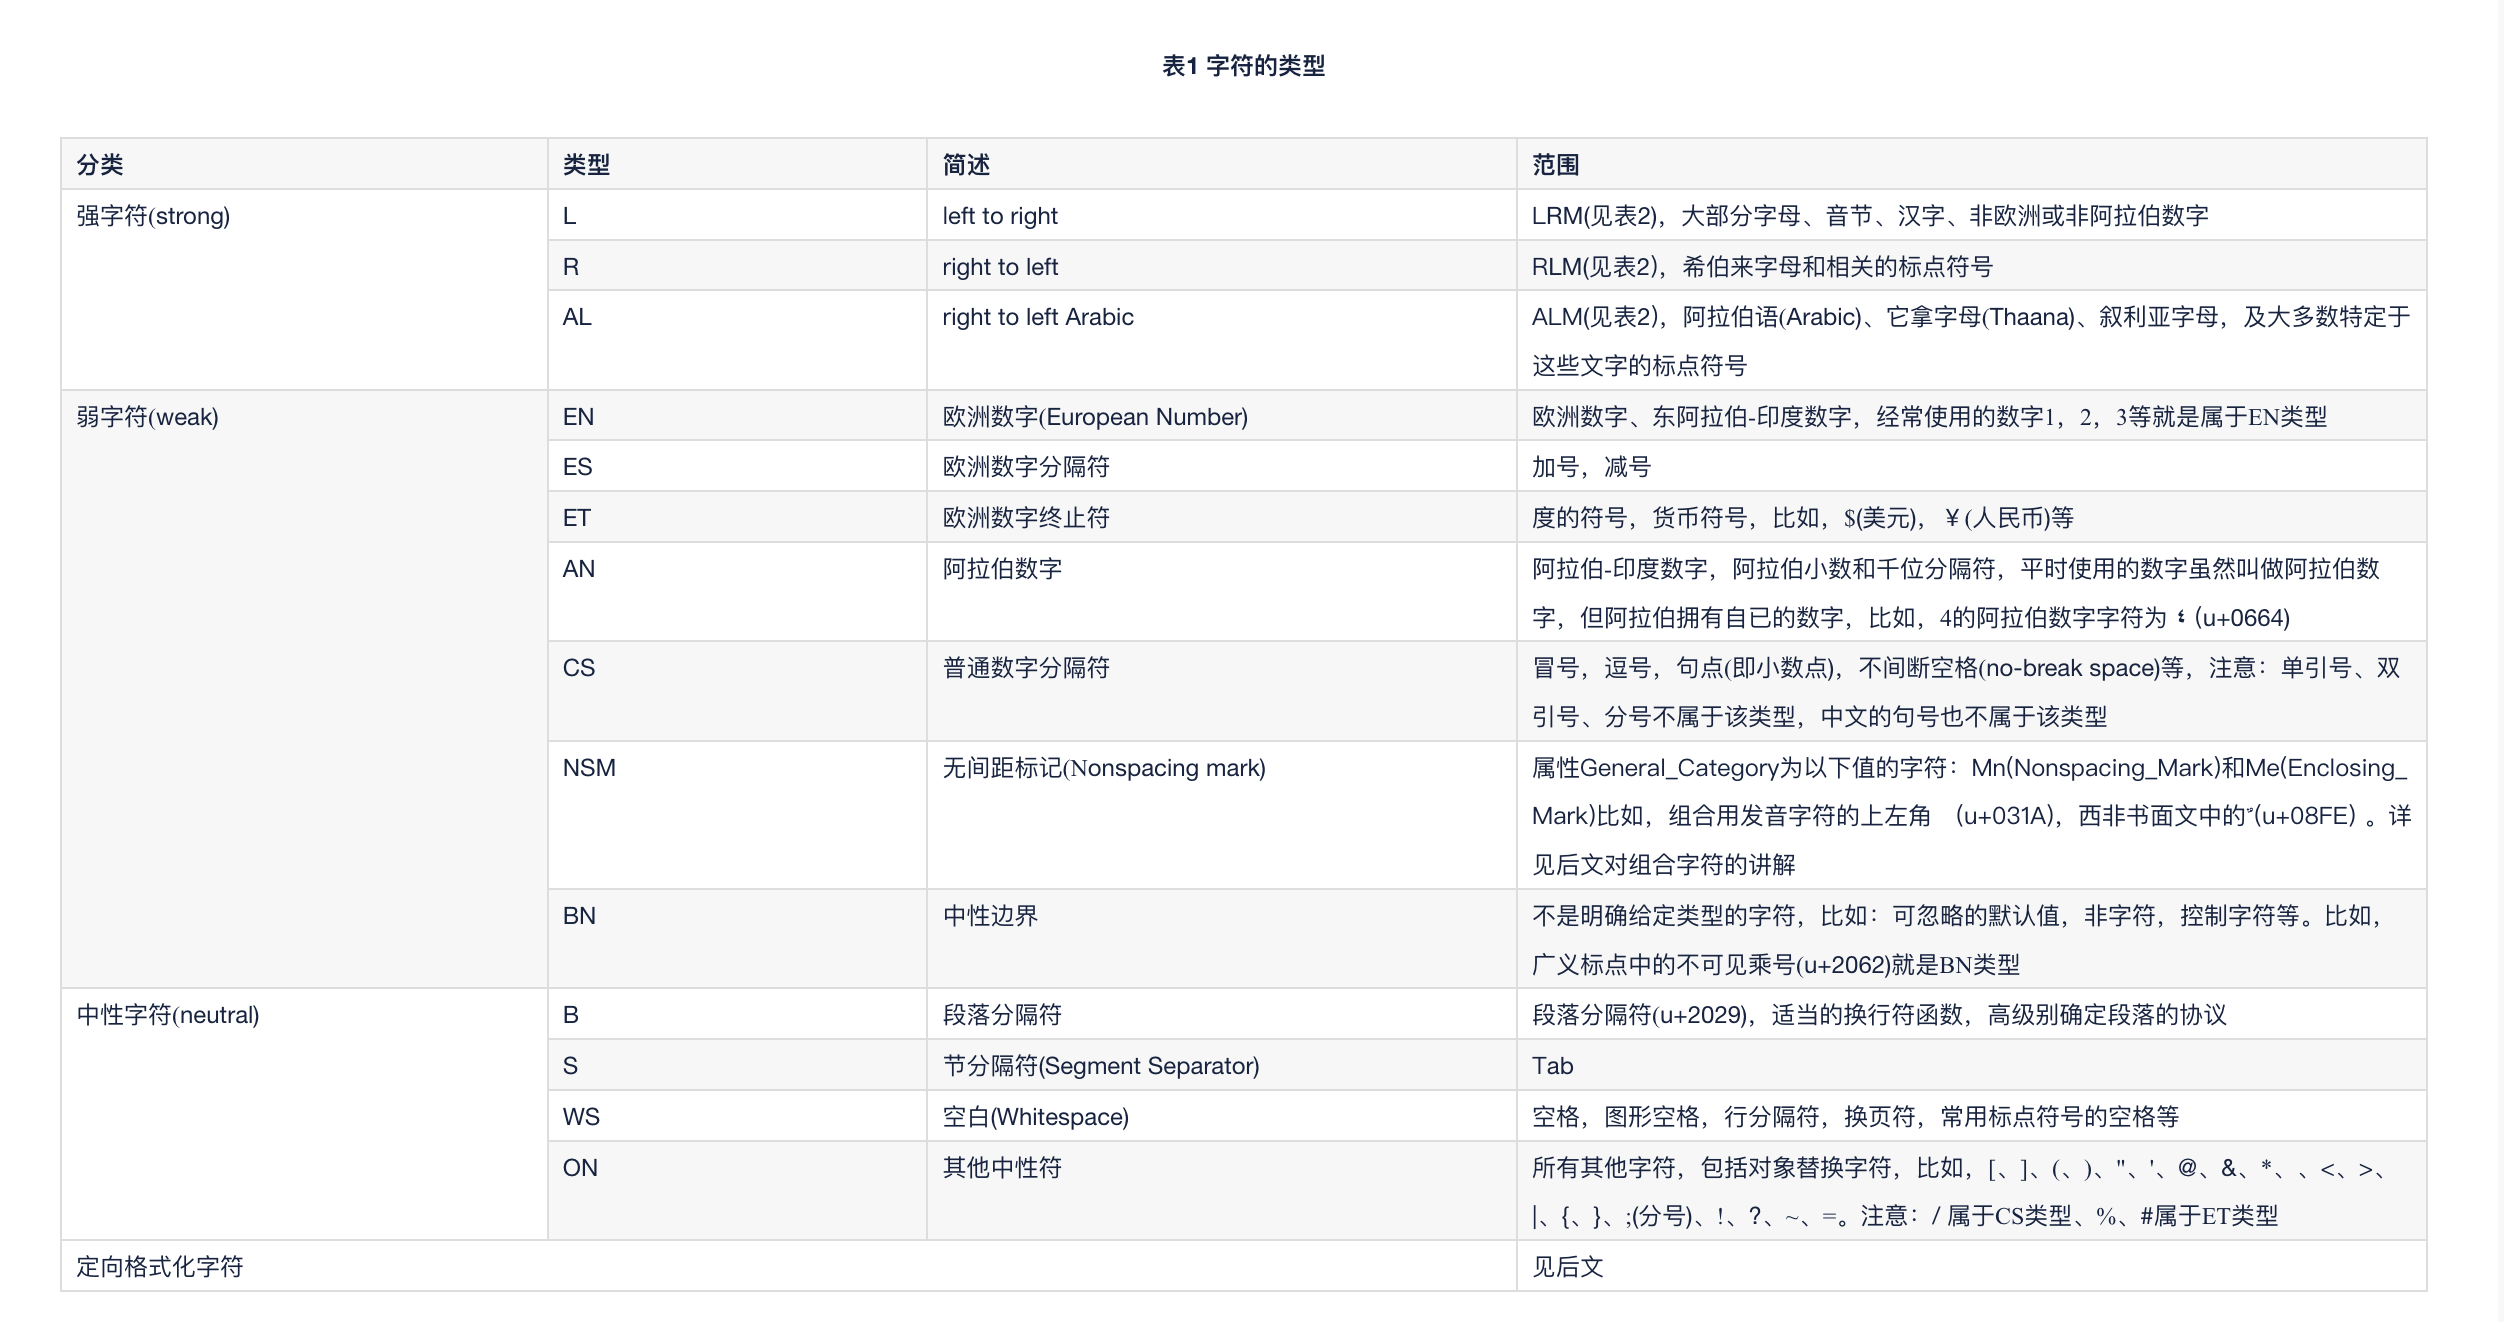 表1 字符的类型
分类 类型 简述 范围
强字符(strong) L left to right LRM(见表2)，大部分字母、音节、汉字、非欧洲或非阿拉伯数字
R right to left RLM(见表2)，希伯来字母和相关的标点符号
AL right to left Arabic ALM(见表2)，阿拉伯语(Arabic)、它拿字母(Thaana)、叙利亚字母，及大多数特定于
这些文字的标点符号
弱字符(weak) EN 欧洲数字(European Number) 欧洲数字、东阿拉伯-印度数字，经常使用的数字1，2，3等就是属于EN类型
ES 欧洲数字分隔符 加号，减号
ET 欧洲数字终止符 度的符号，货币符号，比如，$(美元)，￥(人民币)等
AN 阿拉伯数字 阿拉伯-印度数字，阿拉伯小数和千位分隔符，平时使用的数字虽然叫做阿拉伯数
字，但阿拉伯拥有自已的数字，比如，4的阿拉伯数字字符为 ٤ (u+0664)
CS 普通数字分隔符 冒号，逗号，句点(即小数点)，不间断空格(no-break space)等，注意：单引号、双
引号、分号不属于该类型，中文的句号也不属于该类型
NSM 无间距标记(Nonspacing mark) 属性General_Category为以下值的字符：Mn(Nonspacing_Mark)和Me(Enclosing_
Mark)比如，组合用发音字符的上左角 (u+031A)，西非书面文中的ࣾ(u+08FE) 。详
见后文对组合字符的讲解
BN 中性边界 不是明确给定类型的字符，比如：可忽略的默认值，非字符，控制字符等。比如，
广义标点中的不可见乘号(u+2062)就是BN类型
中性字符(neutral) B 段落分隔符 段落分隔符(u+2029)，适当的换行符函数，高级别确定段落的协议
S 节分隔符(Segment Separator) Tab
WS 空白(Whitespace) 空格，图形空格，行分隔符，换页符，常用标点符号的空格等
ON 其他中性符 所有其他字符，包括对象替换字符，比如，[、]、(、)、"、'、@、&、*、、<、>、
|、{、}、;(分号)、!、?、~、=。注意：/ 属于CS类型、%、#属于ET类型
定向格式化字符 见后文